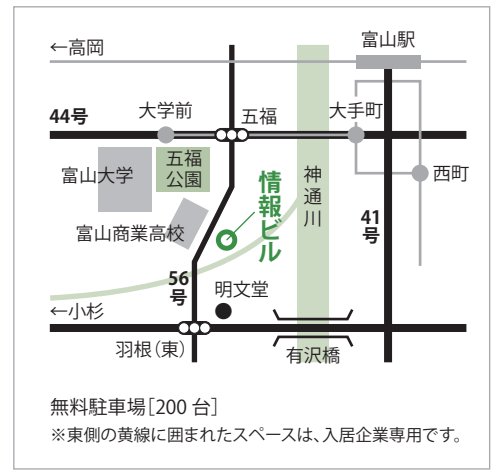 ←高岡
富山駅
44号
大学前
五福
大手町
富山大学
五福
公園
神通川
西町
情報ビル
富山商業高校
41
号
56
号
明文堂
←小杉
羽根（東）
有沢橋
無料駐車場［200 台］
※東側の黄線に囲まれたスペースは、入居企業専用です。